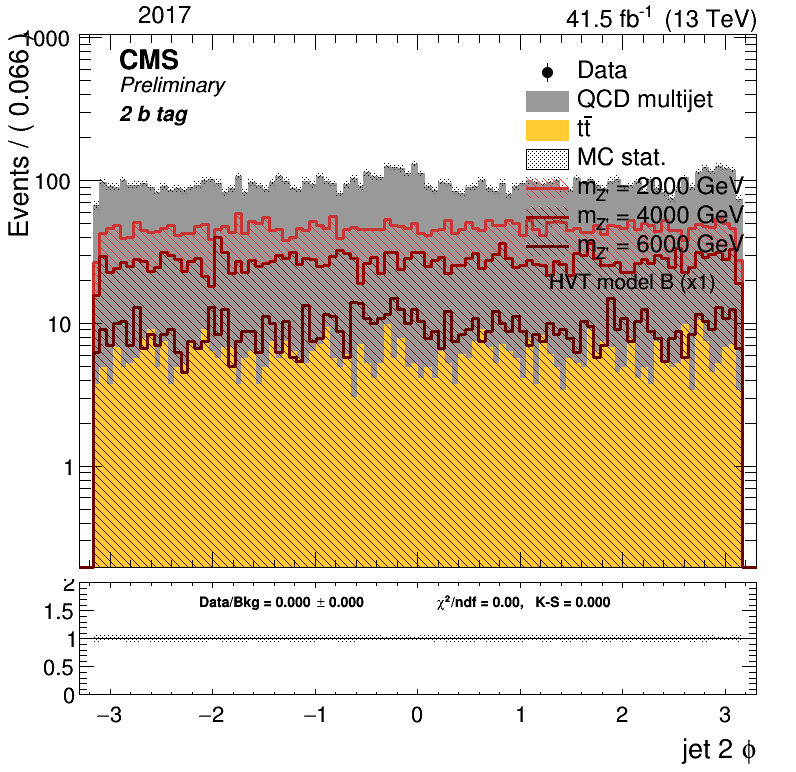 2017 41.5 fb⁻¹ (13 TeV)
CMS
Preliminary
2 b tag
Events / ( 0.066 )
1000
100
10
1
Data
QCD multijet
tt̄
MC stat.
m_Z' = 2000 GeV
m_Z' = 4000 GeV
m_Z' = 6000 GeV
HVT model B (x1)
Data/Bkg = 0.000 ± 0.000 χ²/ndf = 0.00, K-S = 0.000
2
1.5
1
0.5
0
−3 −2 −1 0 1 2 3
jet 2 ϕ